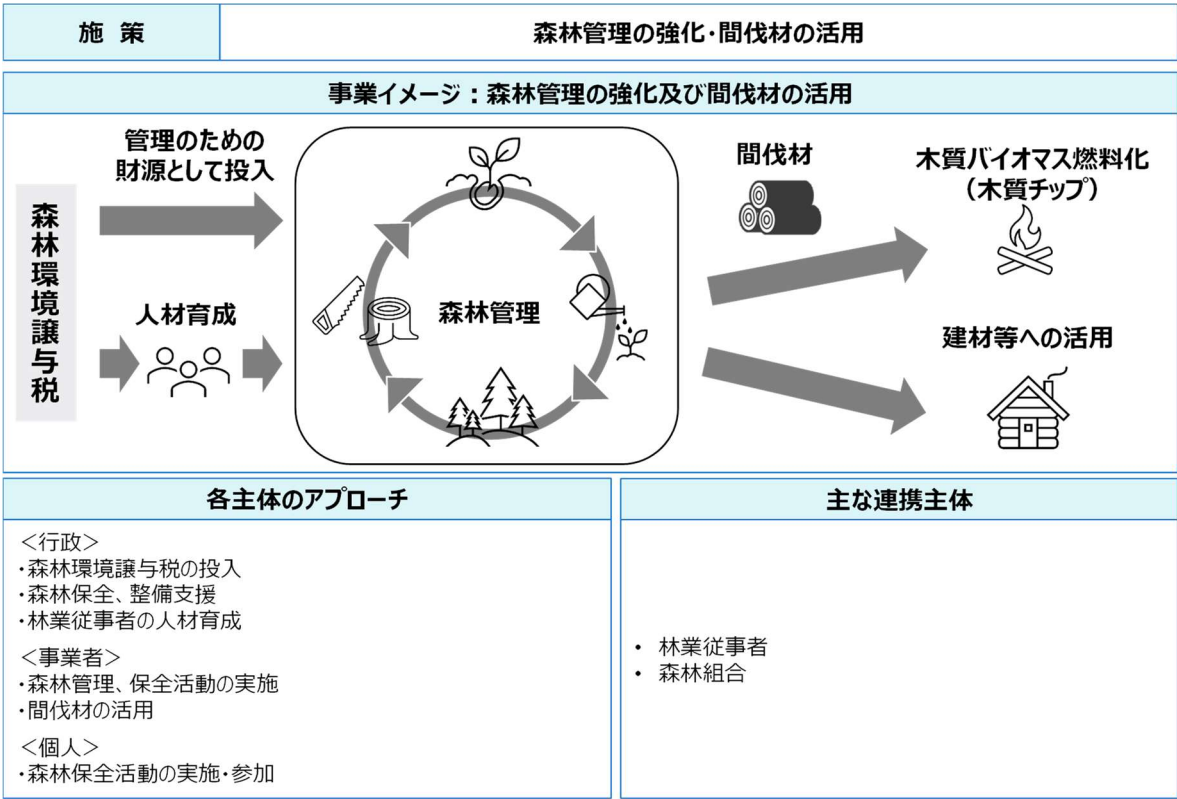 施 策
森林管理の強化・間伐材の活用
事業イメージ：森林管理の強化及び間伐材の活用
森林環境譲与税
管理のための
財源として投入
人材育成
森林管理
間伐材
木質バイオマス燃料化
（木質チップ）
建材等への活用
各主体のアプローチ
＜行政＞
・森林環境譲与税の投入
・森林保全、整備支援
・林業従事者の人材育成
＜事業者＞
・森林管理、保全活動の実施
・間伐材の活用
＜個人＞
・森林保全活動の実施・参加
主な連携主体
• 林業従事者
• 森林組合